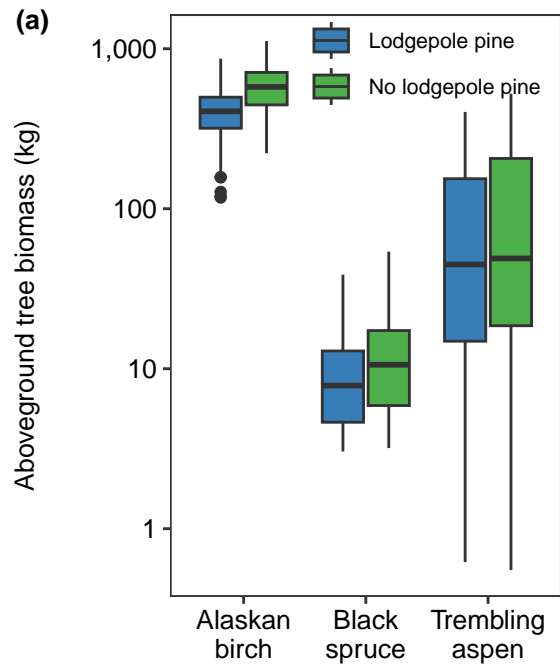 (a)
Aboveground tree biomass (kg)
1,000
100
10
1
Lodgepole pine
No lodgepole pine
Alaskan
birch
Black
spruce
Trembling
aspen